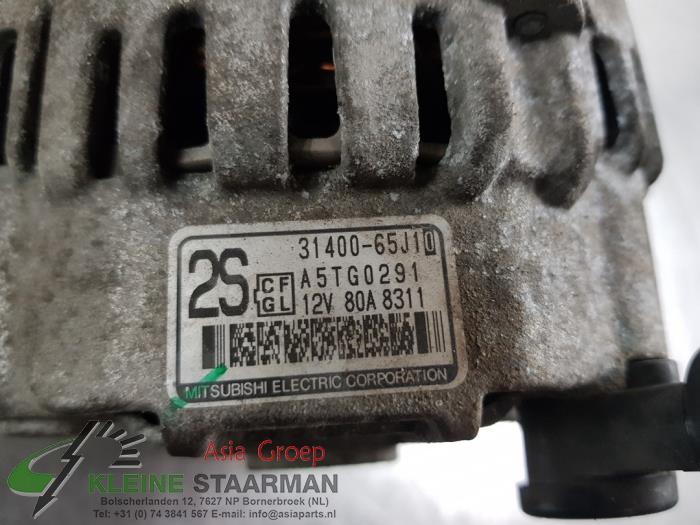 2S
31400-65J10
CF
GL
A5TG0291
12V 80A 8311
MITSUBISHI ELECTRIC CORPORATION
Asia Groep
KLEINE STAARMAN
Bolscherlanden 12, 7627 NP Bornerbroek (NL)
Tel: +31 (0) 74 3841 567 E-mail: info@asiaparts.nl